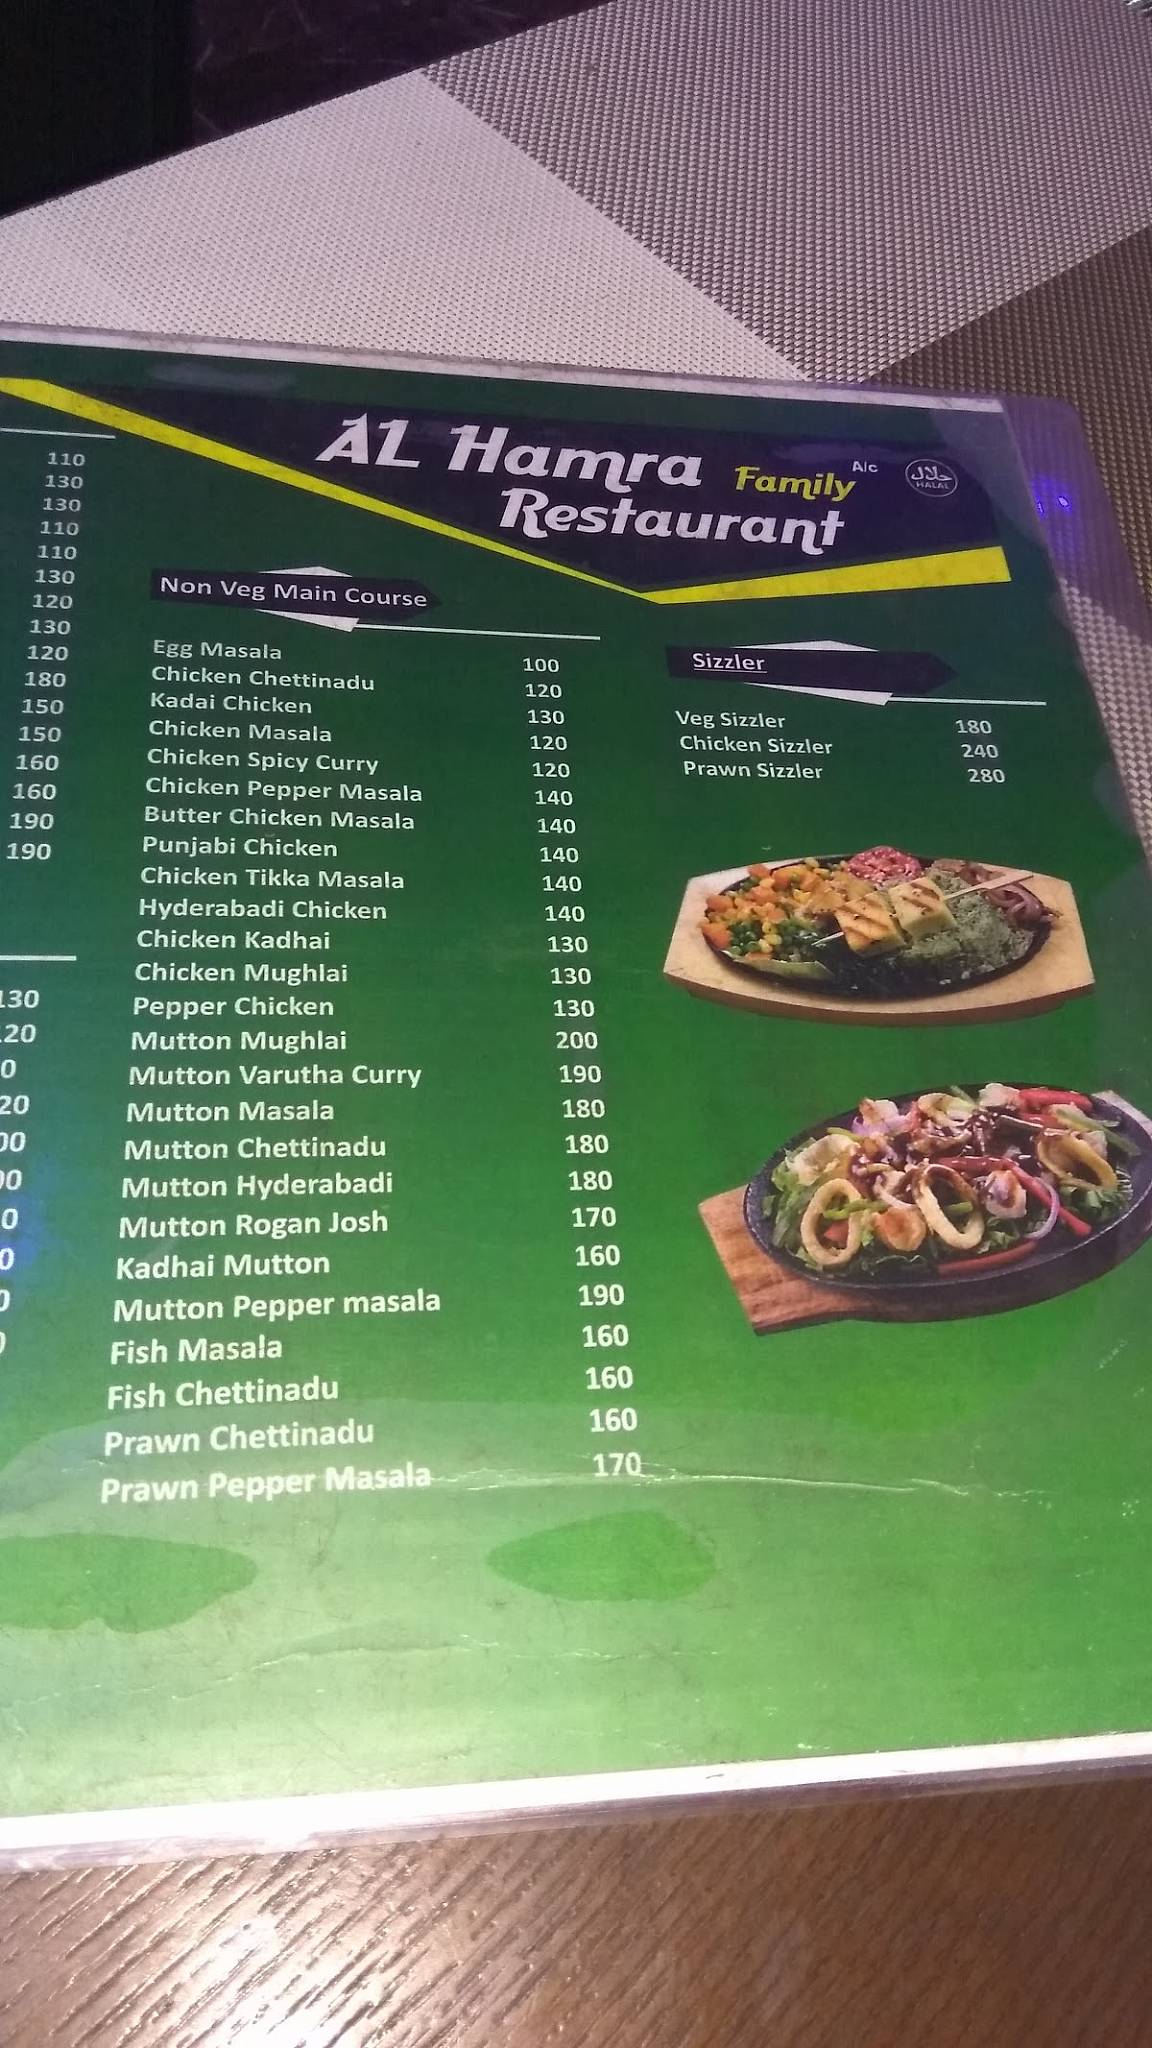 AL Hamra Family A/c
حلال
HALAL
Restaurant
110
130
130
110
110
130
120
130
120
180
150
150
160
160
190
190
130
Non Veg Main Course
Egg Masala 100
Chicken Chettinadu 120
Kadai Chicken 130
Chicken Masala 120
Chicken Spicy Curry 120
Chicken Pepper Masala 140
Butter Chicken Masala 140
Punjabi Chicken 140
Chicken Tikka Masala 140
Hyderabadi Chicken 140
Chicken Kadhai 130
Chicken Mughlai 130
Pepper Chicken 130
Mutton Mughlai 200
Mutton Varutha Curry 190
Mutton Masala 180
Mutton Chettinadu 180
Mutton Hyderabadi 180
Mutton Rogan Josh 170
Kadhai Mutton 160
Mutton Pepper masala 190
Fish Masala 160
Fish Chettinadu 160
Prawn Chettinadu 160
Prawn Pepper Masala 170
Sizzler
Veg Sizzler 180
Chicken Sizzler 240
Prawn Sizzler 280